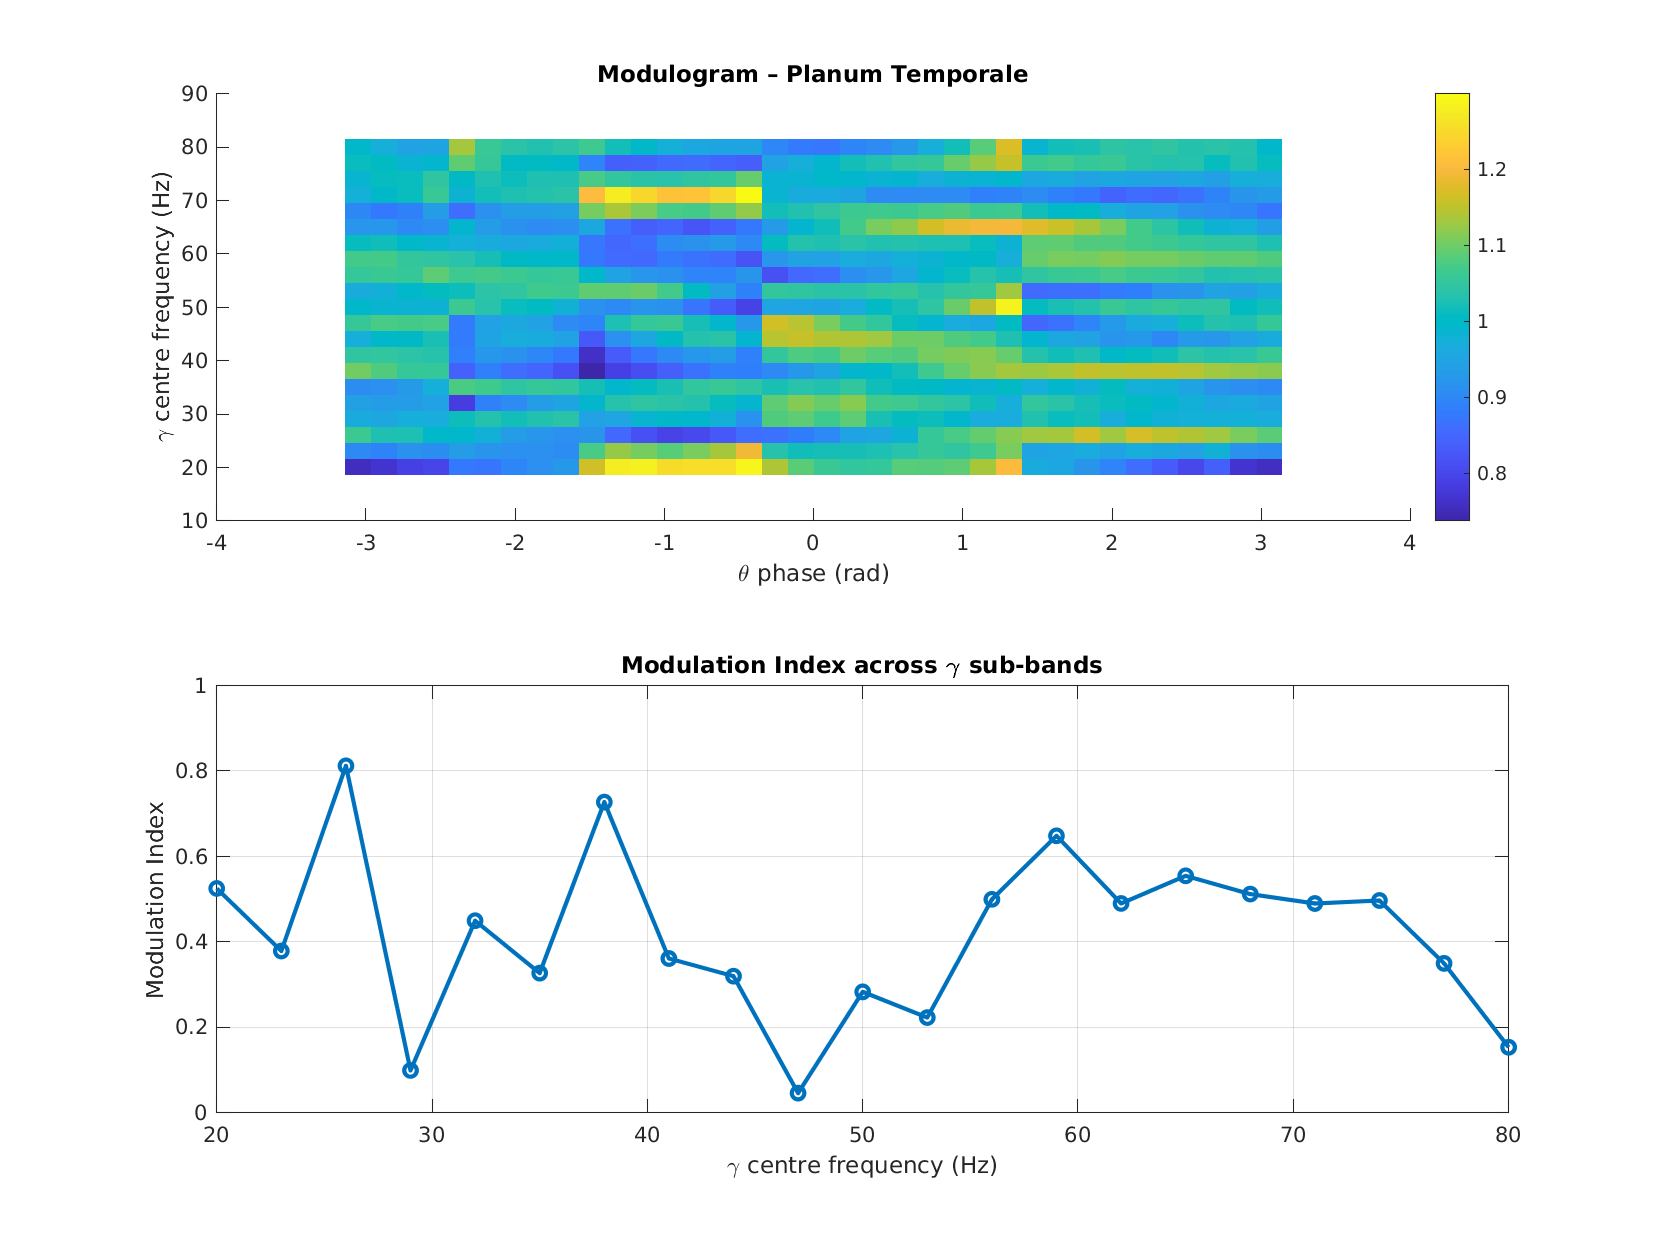 Modulogram – Planum Temporale
γ centre frequency (Hz)
90
80
70
60
50
40
30
20
10
-4 -3 -2 -1 0 1 2 3 4
θ phase (rad)
1.2
1.1
1
0.9
0.8
Modulation Index across γ sub-bands
Modulation Index
1
0.8
0.6
0.4
0.2
0
20 30 40 50 60 70 80
γ centre frequency (Hz)